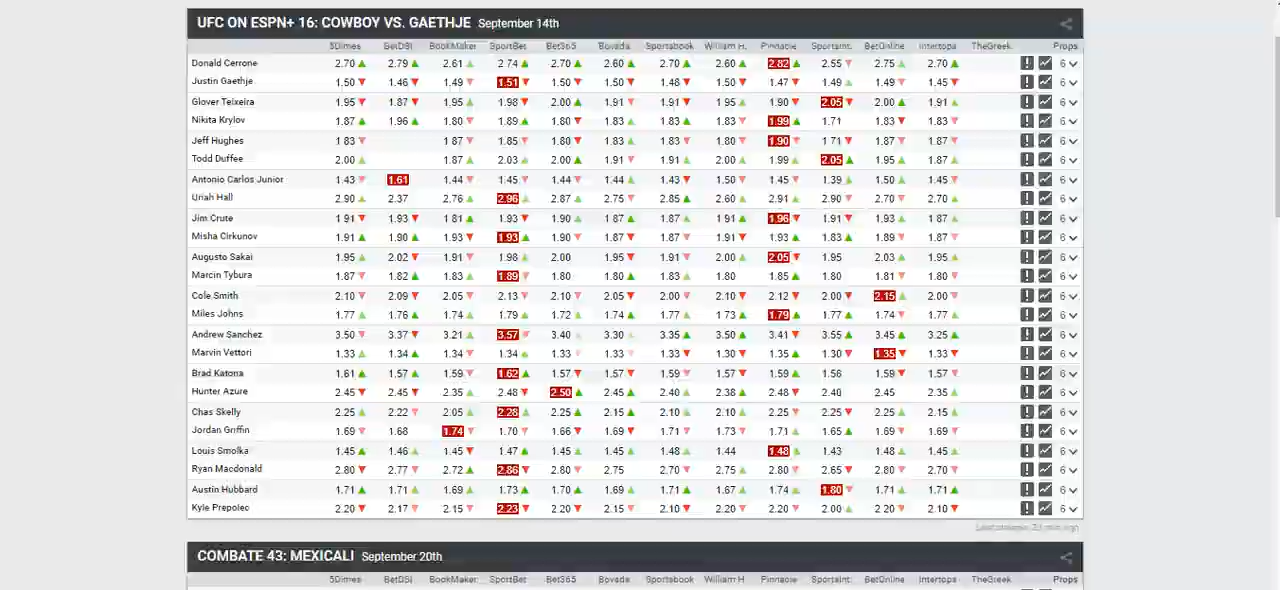 UFC ON ESPN+ 16: COWBOY VS. GAETHJE September 14th
5Dimes BetDSI BookMaker SportBet Bet365 Bovada Sportsbook William H. Pinnacle Sportsint. BetOnline Intertops TheGreek Props
Donald Cerrone 2.70 2.79 2.61 2.74 2.70 2.60 2.70 2.60 2.82 2.55 2.75 2.70 6
Justin Gaethje 1.50 1.46 1.49 1.51 1.50 1.50 1.48 1.50 1.47 1.49 1.49 1.45 6
Glover Teixeira 1.95 1.87 1.95 1.98 2.00 1.91 1.91 1.95 1.90 2.05 2.00 1.91 6
Nikita Krylov 1.87 1.96 1.80 1.89 1.80 1.83 1.83 1.83 1.99 1.71 1.83 1.83 6
Jeff Hughes 1.83 1.87 1.85 1.80 1.83 1.83 1.80 1.90 1.71 1.87 1.87 6
Todd Duffee 2.00 1.87 2.03 2.00 1.91 1.91 2.00 1.99 2.05 1.95 1.87 6
Antonio Carlos Junior 1.43 1.61 1.44 1.45 1.44 1.44 1.43 1.50 1.45 1.39 1.50 1.45 6
Uriah Hall 2.90 2.37 2.76 2.96 2.87 2.75 2.85 2.60 2.91 2.90 2.70 2.70 6
Jim Crute 1.91 1.93 1.81 1.93 1.90 1.87 1.87 1.91 1.96 1.91 1.93 1.87 6
Misha Cirkunov 1.91 1.90 1.93 1.93 1.90 1.87 1.87 1.91 1.93 1.83 1.89 1.87 6
Augusto Sakai 1.95 2.02 1.91 1.98 2.00 1.95 1.91 2.00 2.05 1.95 2.03 1.95 6
Marcin Tybura 1.87 1.82 1.83 1.89 1.80 1.80 1.83 1.80 1.85 1.80 1.81 1.80 6
Cole Smith 2.10 2.09 2.05 2.13 2.10 2.05 2.00 2.10 2.12 2.00 2.15 2.00 6
Miles Johns 1.77 1.76 1.74 1.79 1.72 1.74 1.77 1.73 1.79 1.77 1.74 1.77 6
Andrew Sanchez 3.50 3.37 3.21 3.57 3.40 3.30 3.35 3.50 3.41 3.55 3.45 3.25 6
Marvin Vettori 1.33 1.34 1.34 1.34 1.33 1.33 1.33 1.30 1.35 1.30 1.35 1.33 6
Brad Katona 1.61 1.57 1.59 1.62 1.57 1.57 1.59 1.57 1.59 1.56 1.59 1.57 6
Hunter Azure 2.45 2.45 2.35 2.48 2.50 2.45 2.40 2.38 2.48 2.40 2.45 2.35 6
Chas Skelly 2.25 2.22 2.05 2.28 2.25 2.15 2.10 2.10 2.25 2.25 2.25 2.15 6
Jordan Griffin 1.69 1.68 1.74 1.70 1.66 1.69 1.71 1.73 1.71 1.65 1.69 1.69 6
Louis Smolka 1.45 1.46 1.45 1.47 1.45 1.45 1.48 1.44 1.48 1.43 1.48 1.45 6
Ryan Macdonald 2.80 2.77 2.72 2.86 2.80 2.75 2.70 2.75 2.80 2.65 2.80 2.70 6
Austin Hubbard 1.71 1.71 1.69 1.73 1.70 1.69 1.71 1.67 1.74 1.80 1.71 1.71 6
Kyle Prepolec 2.20 2.17 2.15 2.23 2.20 2.15 2.10 2.20 2.20 2.00 2.20 2.10 6
COMBATE 43: MEXICALI September 20th
5Dimes BetDSI BookMaker SportBet Bet365 Bovada Sportsbook William H. Pinnacle Sportsint. BetOnline Intertops TheGreek Props